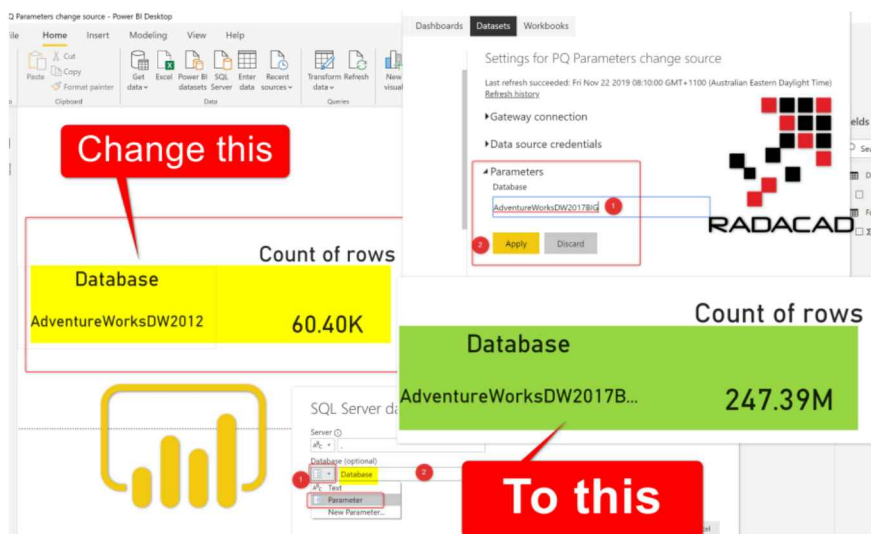 Q Parameters change source - Power BI Desktop
Home Insert Modeling View Help
Cut
Copy
Format painter
Paste
Clipboard
Get data
Excel
Power BI datasets
SQL Server
Enter data
Recent sources
Data
Transform data
Refresh
Queries
New visual
Change this
Count of rows
Database
AdventureWorksDW2012 60.40K
Dashboards Datasets Workbooks
Settings for PQ Parameters change source
Last refresh succeeded: Fri Nov 22 2019 08:10:00 GMT+1100 (Australian Eastern Daylight Time)
Refresh history
Gateway connection
Data source credentials
Parameters
Database
AdventureWorksDW2017BIG 1
2 Apply Discard
RADACAD
Count of rows
Database
AdventureWorksDW2017B... 247.39M
SQL Server da
Server
ABC .
Database (optional)
1 Database 2
ABC Text
Parameter
New Parameter...
To this